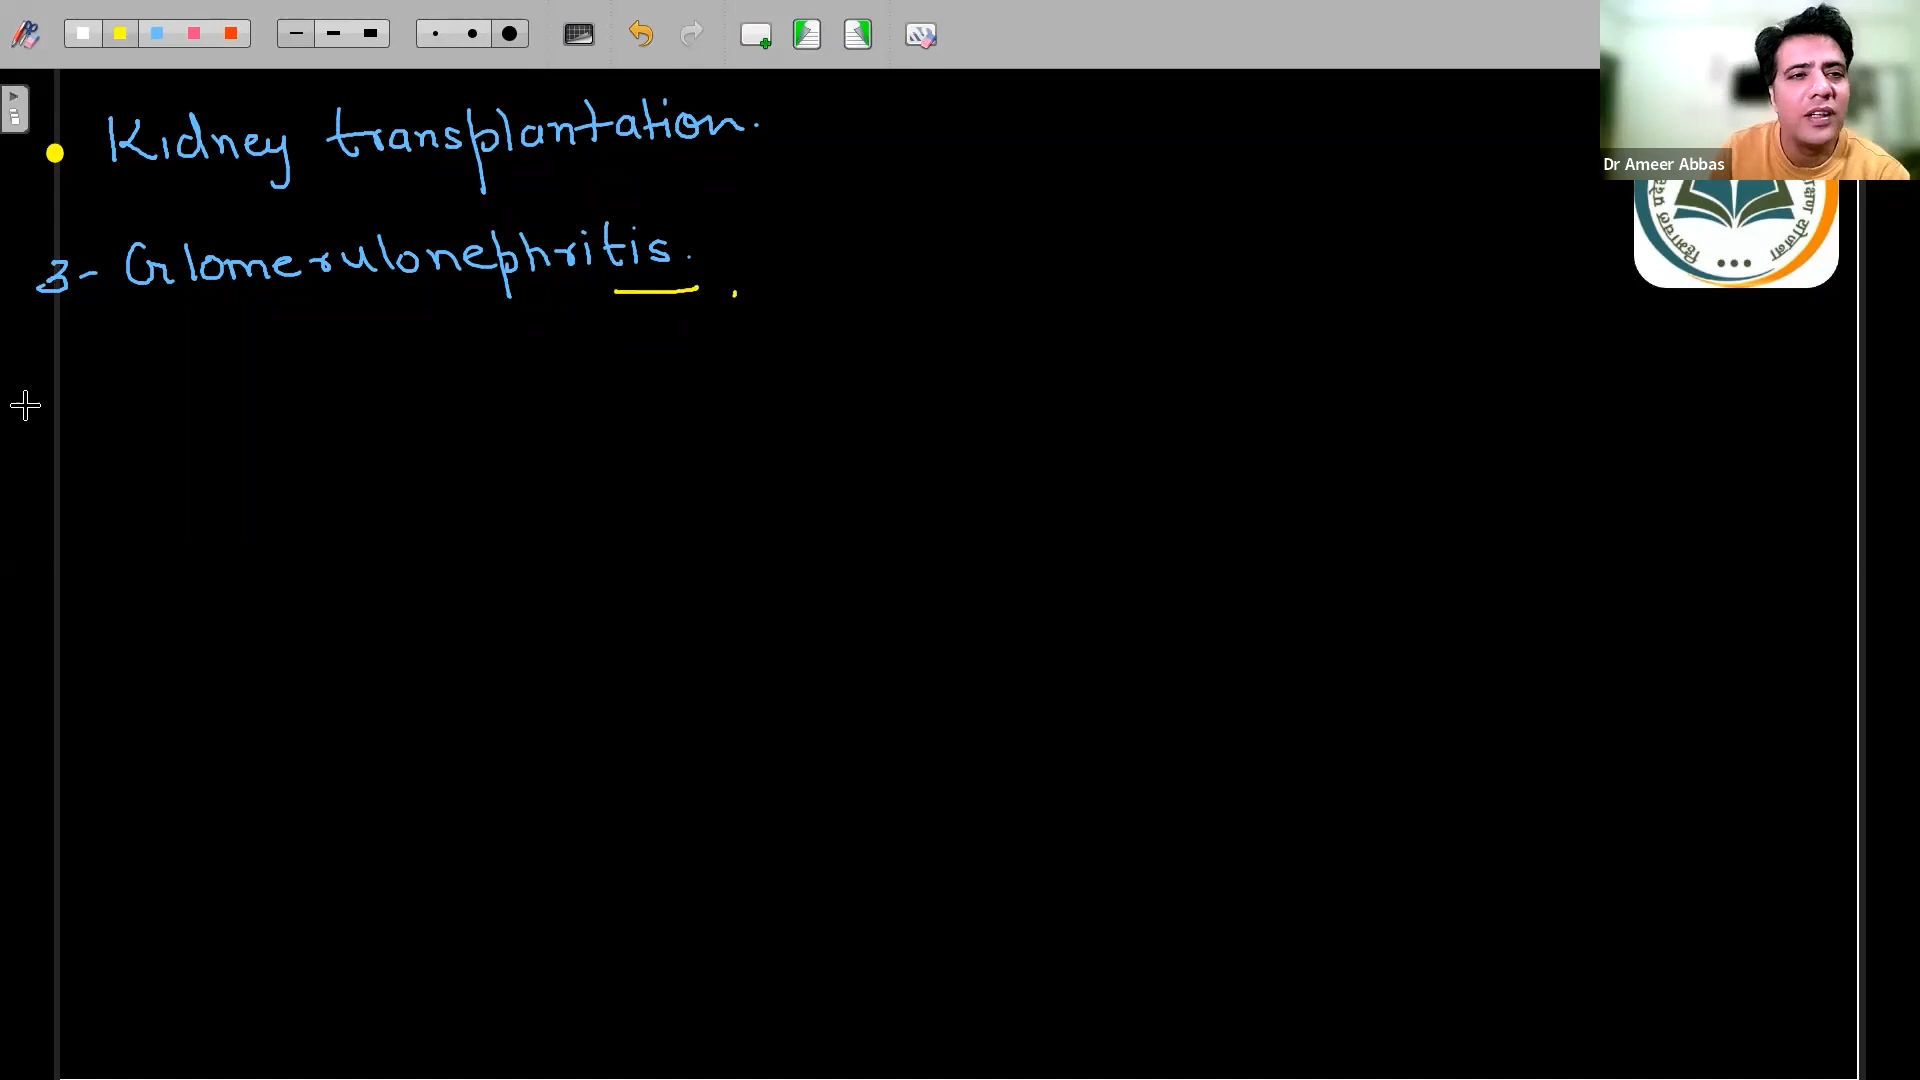 Dr Ameer Abbas
• Kidney transplantation.
3- Glomerulonephritis.